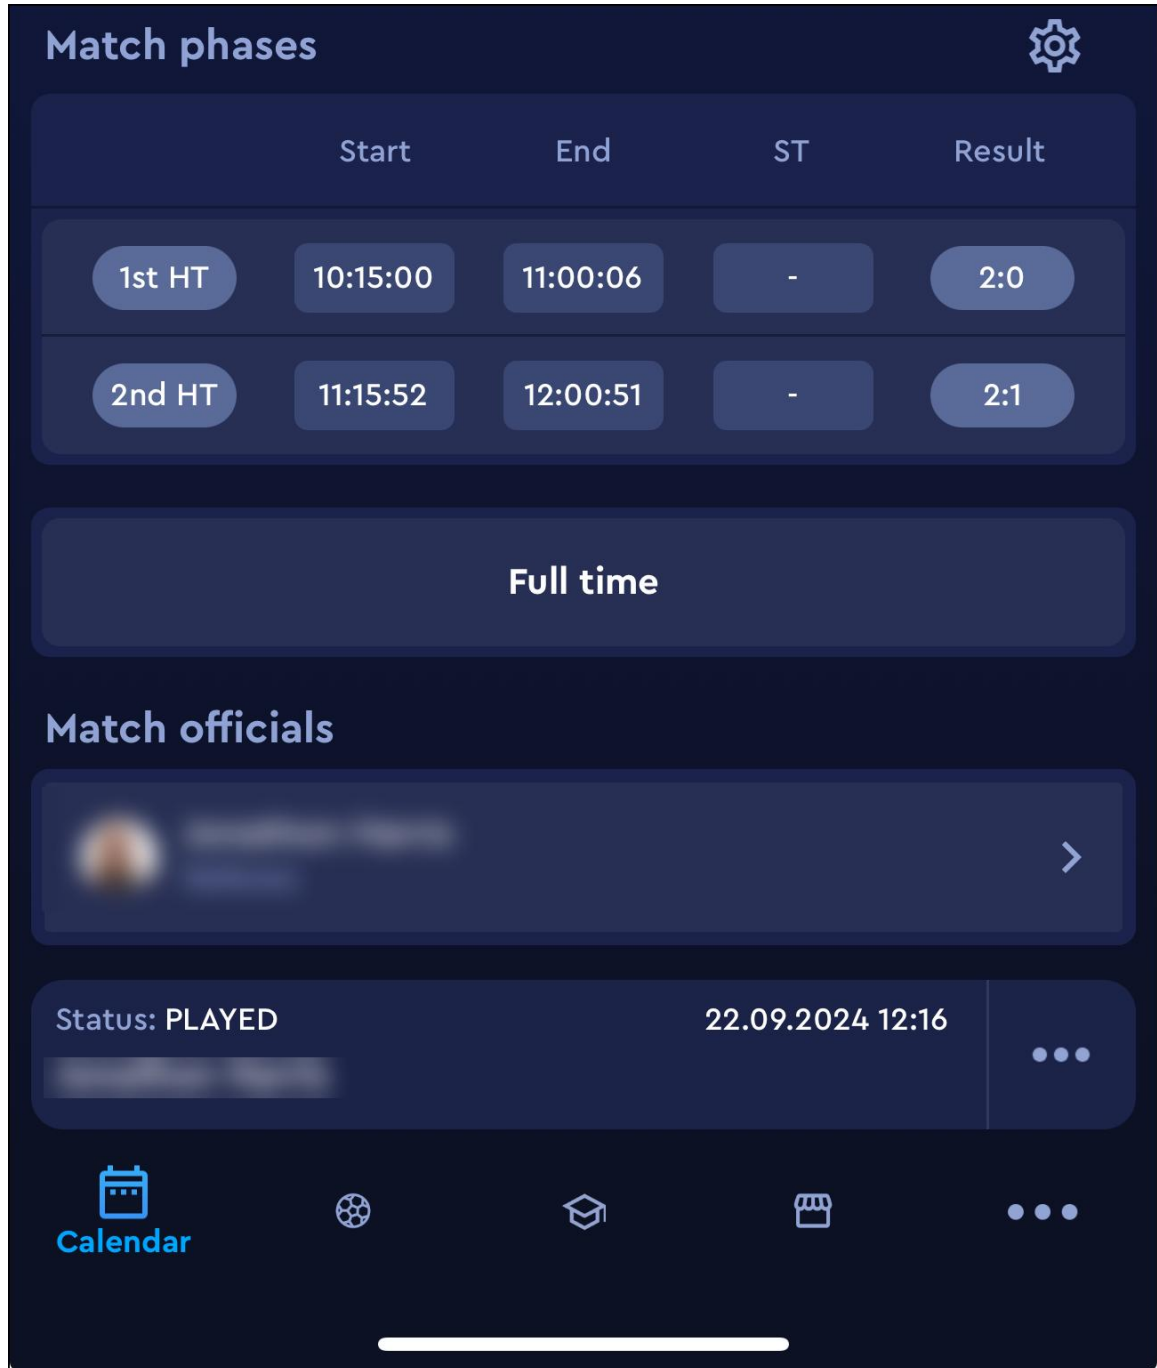 Match phases
Start End ST Result
1st HT 10:15:00 11:00:06 - 2:0
2nd HT 11:15:52 12:00:51 - 2:1
Full time
Match officials
Status: PLAYED 22.09.2024 12:16
Calendar